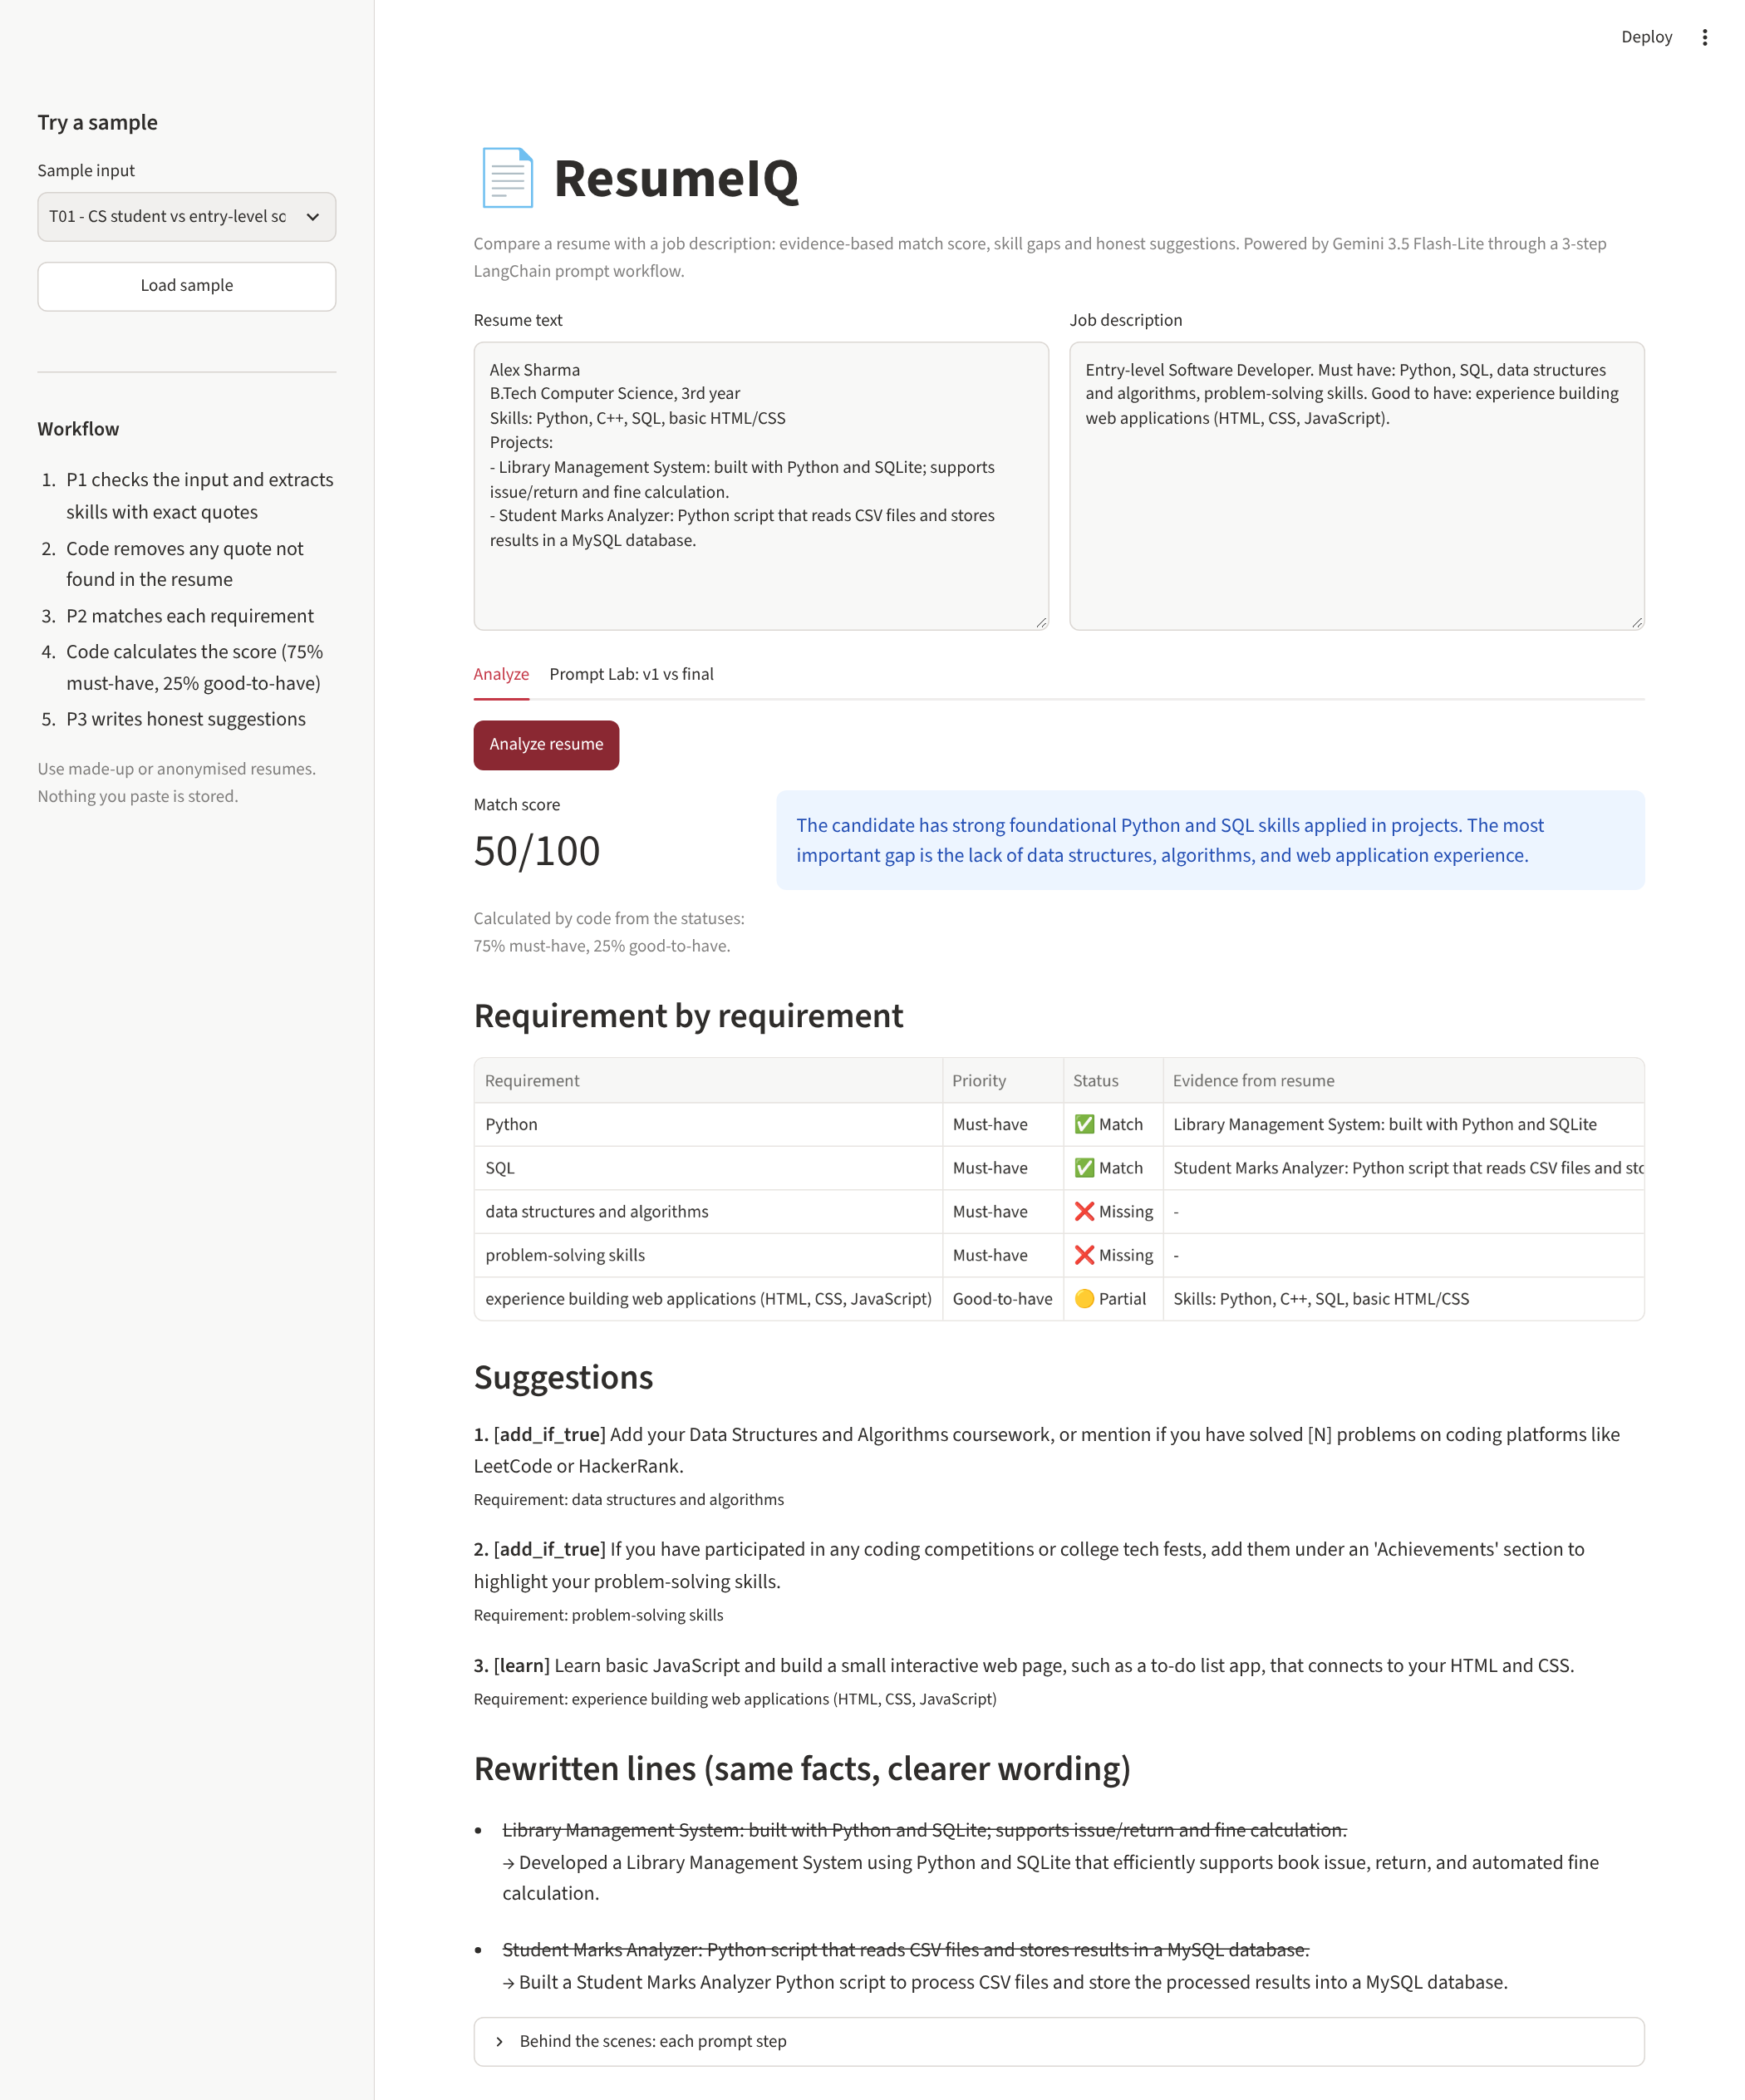 Deploy
Try a sample
Sample input
T01 - CS student vs entry-level sc
Load sample
Workflow
1. P1 checks the input and extracts
skills with exact quotes
2. Code removes any quote not
found in the resume
3. P2 matches each requirement
4. Code calculates the score (75%
must-have, 25% good-to-have)
5. P3 writes honest suggestions
Use made-up or anonymised resumes.
Nothing you paste is stored.
ResumeIQ
Compare a resume with a job description: evidence-based match score, skill gaps and honest suggestions. Powered by Gemini 3.5 Flash-Lite through a 3-step
LangChain prompt workflow.
Resume text
Alex Sharma
B.Tech Computer Science, 3rd year
Skills: Python, C++, SQL, basic HTML/CSS
Projects:
- Library Management System: built with Python and SQLite; supports
issue/return and fine calculation.
- Student Marks Analyzer: Python script that reads CSV files and stores
results in a MySQL database.
Job description
Entry-level Software Developer. Must have: Python, SQL, data structures
and algorithms, problem-solving skills. Good to have: experience building
web applications (HTML, CSS, JavaScript).
Analyze Prompt Lab: v1 vs final
Analyze resume
Match score
50/100
Calculated by code from the statuses:
75% must-have, 25% good-to-have.
The candidate has strong foundational Python and SQL skills applied in projects. The most
important gap is the lack of data structures, algorithms, and web application experience.
Requirement by requirement
Requirement Priority Status Evidence from resume
Python Must-have ✅ Match Library Management System: built with Python and SQLite
SQL Must-have ✅ Match Student Marks Analyzer: Python script that reads CSV files and sto
data structures and algorithms Must-have ❌ Missing -
problem-solving skills Must-have ❌ Missing -
experience building web applications (HTML, CSS, JavaScript) Good-to-have 🟡 Partial Skills: Python, C++, SQL, basic HTML/CSS
Suggestions
1. [add_if_true] Add your Data Structures and Algorithms coursework, or mention if you have solved [N] problems on coding platforms like
LeetCode or HackerRank.
Requirement: data structures and algorithms
2. [add_if_true] If you have participated in any coding competitions or college tech fests, add them under an 'Achievements' section to
highlight your problem-solving skills.
Requirement: problem-solving skills
3. [learn] Learn basic JavaScript and build a small interactive web page, such as a to-do list app, that connects to your HTML and CSS.
Requirement: experience building web applications (HTML, CSS, JavaScript)
Rewritten lines (same facts, clearer wording)
• Library Management System: built with Python and SQLite; supports issue/return and fine calculation.
→ Developed a Library Management System using Python and SQLite that efficiently supports book issue, return, and automated fine
calculation.
• Student Marks Analyzer: Python script that reads CSV files and stores results in a MySQL database.
→ Built a Student Marks Analyzer Python script to process CSV files and store the processed results into a MySQL database.
Behind the scenes: each prompt step